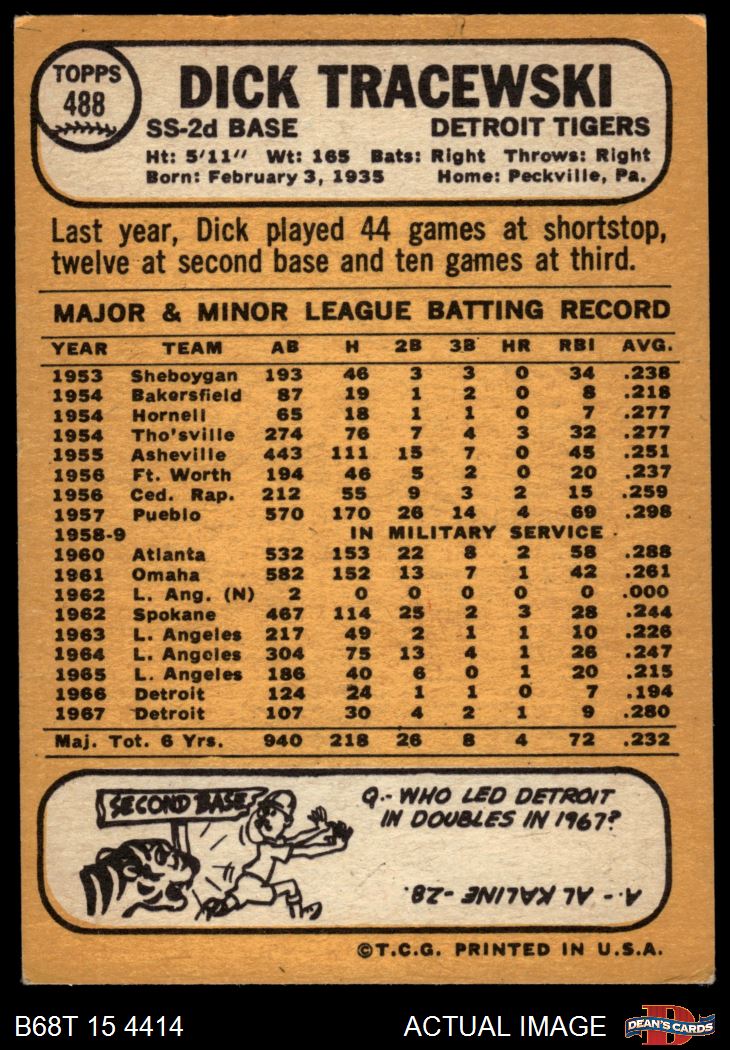 TOPPS
488
DICK TRACEWSKI
SS-2d BASE DETROIT TIGERS
Ht: 5'11" Wt: 165 Bats: Right Throws: Right
Born: February 3, 1935 Home: Peckville, Pa.
Last year, Dick played 44 games at shortstop,
twelve at second base and ten games at third.
MAJOR & MINOR LEAGUE BATTING RECORD
YEAR TEAM AB H 2B 3B HR RBI AVG.
1953 Sheboygan 193 46 3 3 0 34 .238
1954 Bakersfield 87 19 1 2 0 8 .218
1954 Hornell 65 18 1 1 0 7 .277
1954 Tho'sville 274 76 7 4 3 32 .277
1955 Asheville 443 111 15 7 0 45 .251
1956 Ft. Worth 194 46 5 2 0 20 .237
1956 Ced. Rap. 212 55 9 3 2 15 .259
1957 Pueblo 570 170 26 14 4 69 .298
1958-9 IN MILITARY SERVICE
1960 Atlanta 532 153 22 8 2 58 .288
1961 Omaha 582 152 13 7 1 42 .261
1962 L. Ang. (N) 2 0 0 0 0 0 .000
1962 Spokane 467 114 25 2 3 28 .244
1963 L. Angeles 217 49 2 1 1 10 .226
1964 L. Angeles 304 75 13 4 1 26 .247
1965 L. Angeles 186 40 6 0 1 20 .215
1966 Detroit 124 24 1 1 0 7 .194
1967 Detroit 107 30 4 2 1 9 .280
Maj. Tot. 6 Yrs. 940 218 26 8 4 72 .232
SECOND BASE
Q.- WHO LED DETROIT
IN DOUBLES IN 1967?
A.- AL KALINE -28.
©T.C.G. PRINTED IN U.S.A.
B68T 15 4414 ACTUAL IMAGE
D
DEAN'S CARDS